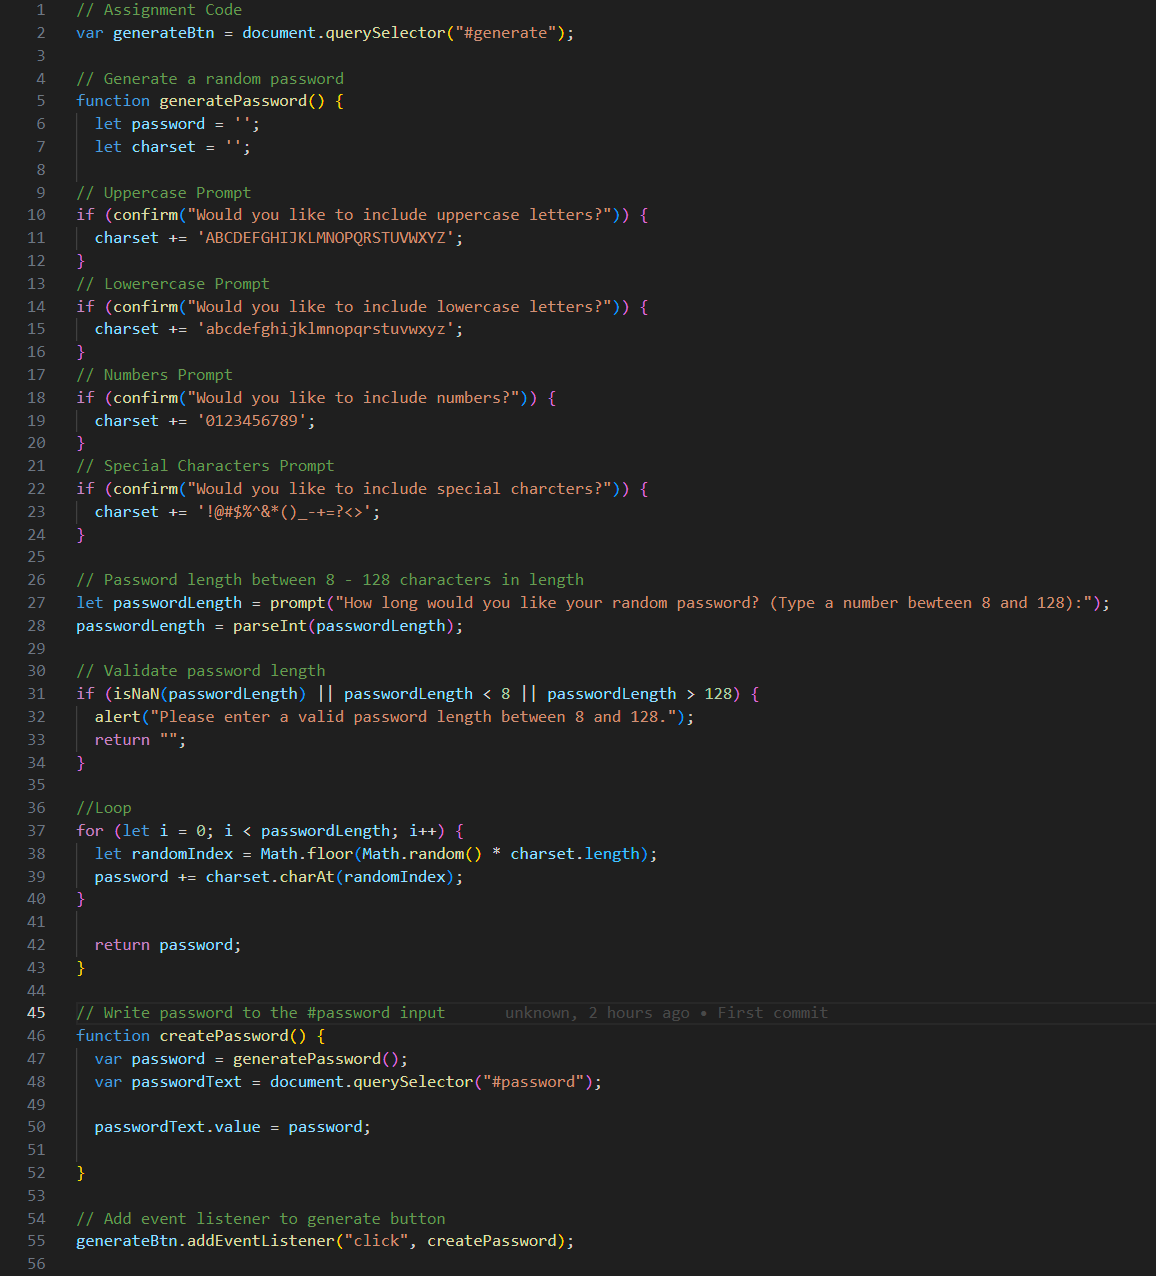 1 // Assignment Code
2 var generateBtn = document.querySelector("#generate");
3
4 // Generate a random password
5 function generatePassword() {
6   let password = '';
7   let charset = '';
8
9 // Uppercase Prompt
10 if (confirm("Would you like to include uppercase letters?")) {
11   charset += 'ABCDEFGHIJKLMNOPQRSTUVWXYZ';
12 }
13 // Lowerercase Prompt
14 if (confirm("Would you like to include lowercase letters?")) {
15   charset += 'abcdefghijklmnopqrstuvwxyz';
16 }
17 // Numbers Prompt
18 if (confirm("Would you like to include numbers?")) {
19   charset += '0123456789';
20 }
21 // Special Characters Prompt
22 if (confirm("Would you like to include special charcters?")) {
23   charset += '!@#$%^&*()_-+=?<>';
24 }
25
26 // Password length between 8 - 128 characters in length
27 let passwordLength = prompt("How long would you like your random password? (Type a number bewteen 8 and 128):");
28 passwordLength = parseInt(passwordLength);
29
30 // Validate password length
31 if (isNaN(passwordLength) || passwordLength < 8 || passwordLength > 128) {
32   alert("Please enter a valid password length between 8 and 128.");
33   return "";
34 }
35
36 //Loop
37 for (let i = 0; i < passwordLength; i++) {
38   let randomIndex = Math.floor(Math.random() * charset.length);
39   password += charset.charAt(randomIndex);
40 }
41
42   return password;
43 }
44
45 // Write password to the #password input unknown, 2 hours ago • First commit
46 function createPassword() {
47   var password = generatePassword();
48   var passwordText = document.querySelector("#password");
49
50   passwordText.value = password;
51
52 }
53
54 // Add event listener to generate button
55 generateBtn.addEventListener("click", createPassword);
56